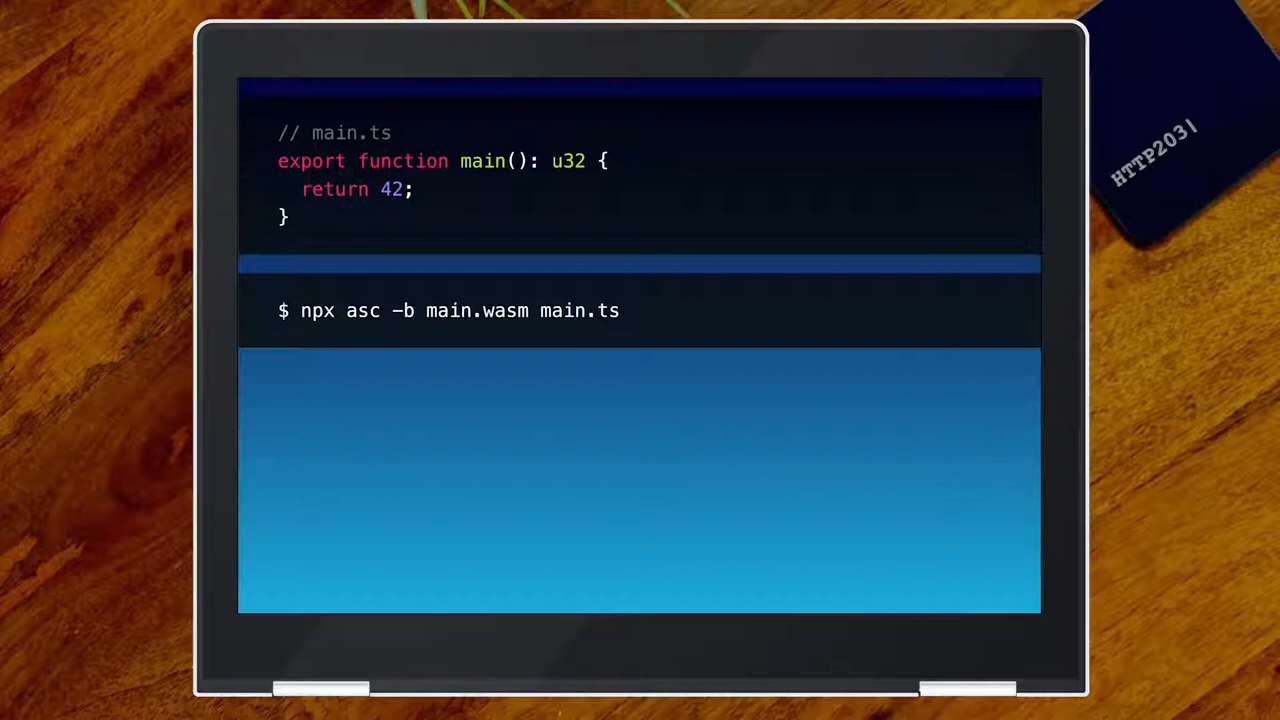 // main.ts
export function main(): u32 {
  return 42;
}
$ npx asc -b main.wasm main.ts
HTTP203|